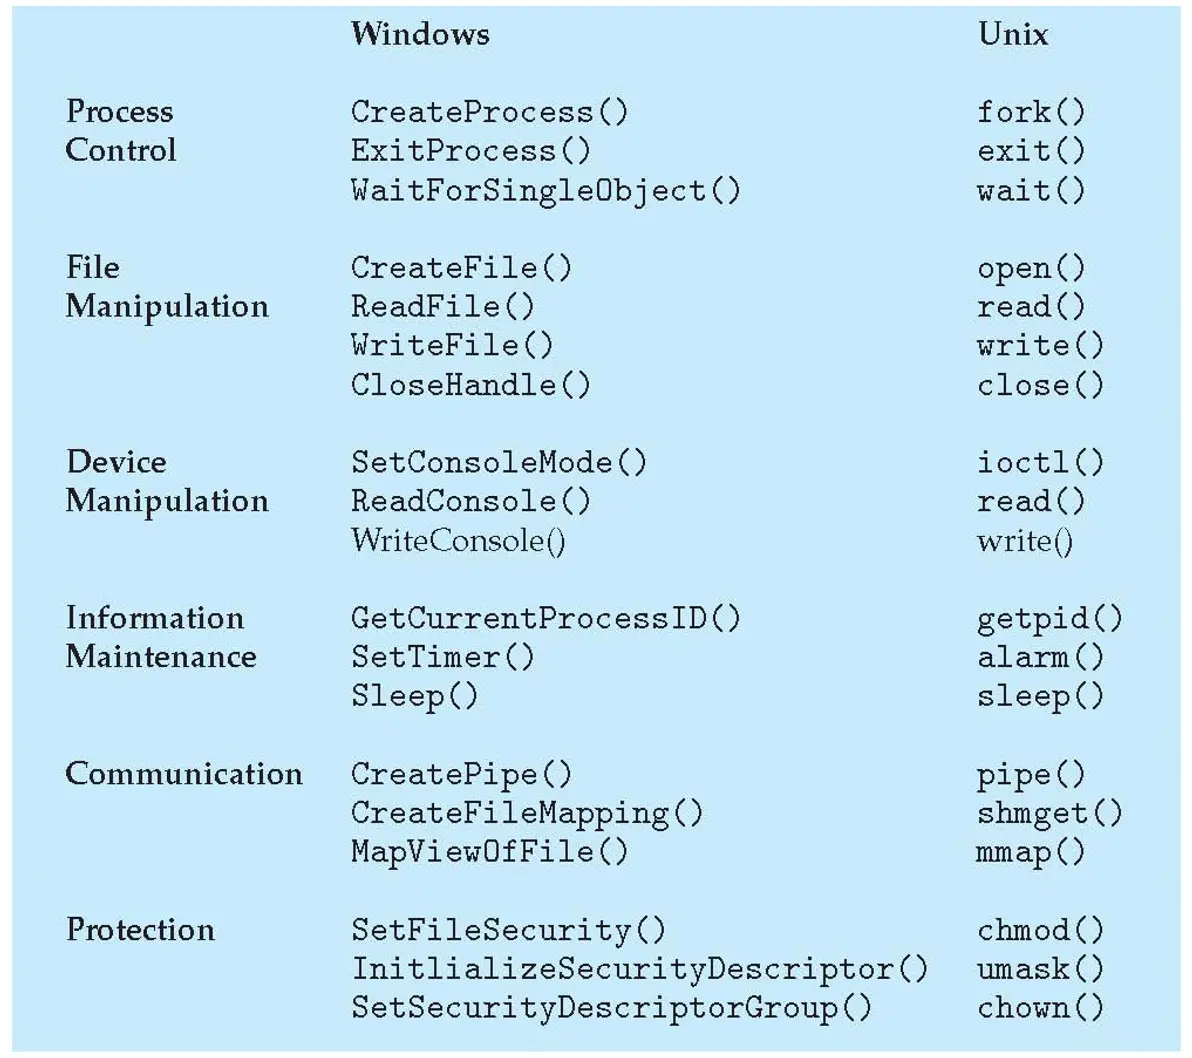 Windows Unix
Process CreateProcess() fork()
Control ExitProcess() exit()
WaitForSingleObject() wait()
File CreateFile() open()
Manipulation ReadFile() read()
WriteFile() write()
CloseHandle() close()
Device SetConsoleMode() ioctl()
Manipulation ReadConsole() read()
WriteConsole() write()
Information GetCurrentProcessID() getpid()
Maintenance SetTimer() alarm()
Sleep() sleep()
Communication CreatePipe() pipe()
CreateFileMapping() shmget()
MapViewOfFile() mmap()
Protection SetFileSecurity() chmod()
InitlializeSecurityDescriptor() umask()
SetSecurityDescriptorGroup() chown()